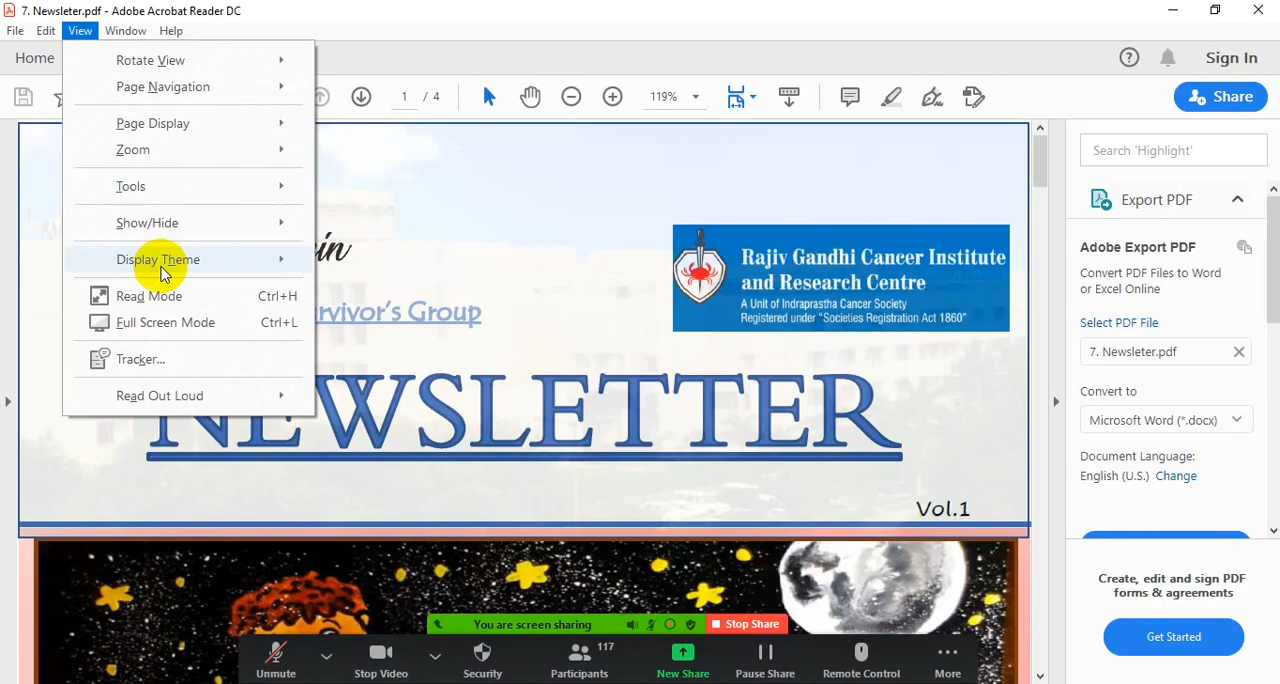 7. Newsleter.pdf - Adobe Acrobat Reader DC
File Edit View Window Help
Home
Sign In
Rotate View
Page Navigation
Page Display
Zoom
Tools
Show/Hide
Display Theme
Read Mode Ctrl+H
Full Screen Mode Ctrl+L
Tracker...
Read Out Loud
1 / 4
119%
Share
Rajiv Gandhi Cancer Institute
and Research Centre
A Unit of Indraprastha Cancer Society
Registered under "Societies Registration Act 1860"
rvivor's Group
NEWSLETTER
Vol.1
Search 'Highlight'
Export PDF
Adobe Export PDF
Convert PDF Files to Word
or Excel Online
Select PDF File
7. Newsleter.pdf
Convert to
Microsoft Word (*.docx)
Document Language:
English (U.S.) Change
Create, edit and sign PDF
forms & agreements
Get Started
You are screen sharing
Stop Share
Unmute
Stop Video
Security
Participants 117
New Share
Pause Share
Remote Control
More